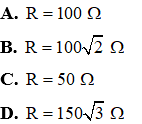 A. R = 100 Ω
B. R = 100√2 Ω
C. R = 50 Ω
D. R = 150√3 Ω